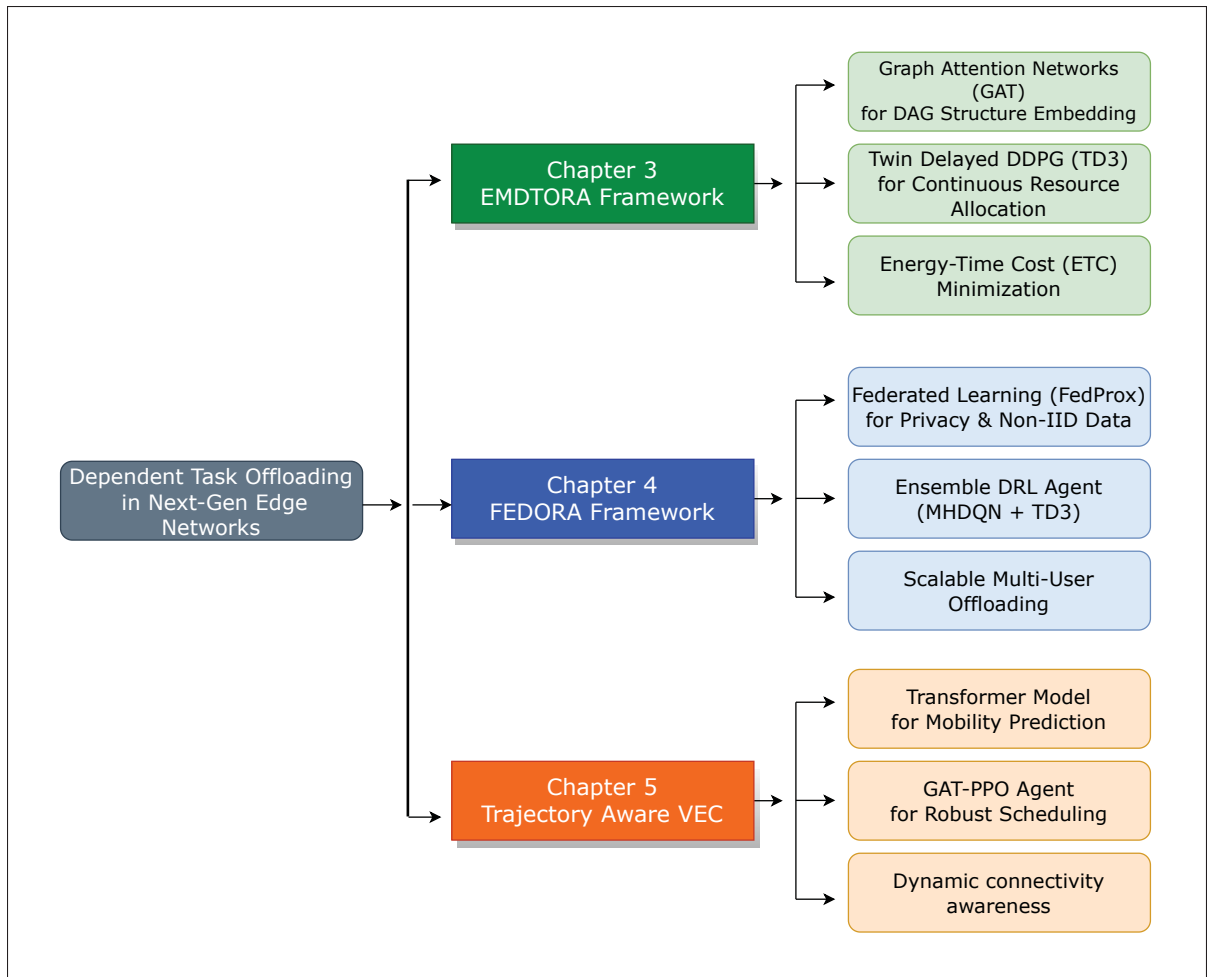 Dependent Task Offloading
in Next-Gen Edge
Networks
Chapter 3
EMDTORA Framework
Graph Attention Networks
(GAT)
for DAG Structure Embedding
Twin Delayed DDPG (TD3)
for Continuous Resource
Allocation
Energy-Time Cost (ETC)
Minimization
Chapter 4
FEDORA Framework
Federated Learning (FedProx)
for Privacy & Non-IID Data
Ensemble DRL Agent
(MHDQN + TD3)
Scalable Multi-User
Offloading
Chapter 5
Trajectory Aware VEC
Transformer Model
for Mobility Prediction
GAT-PPO Agent
for Robust Scheduling
Dynamic connectivity
awareness